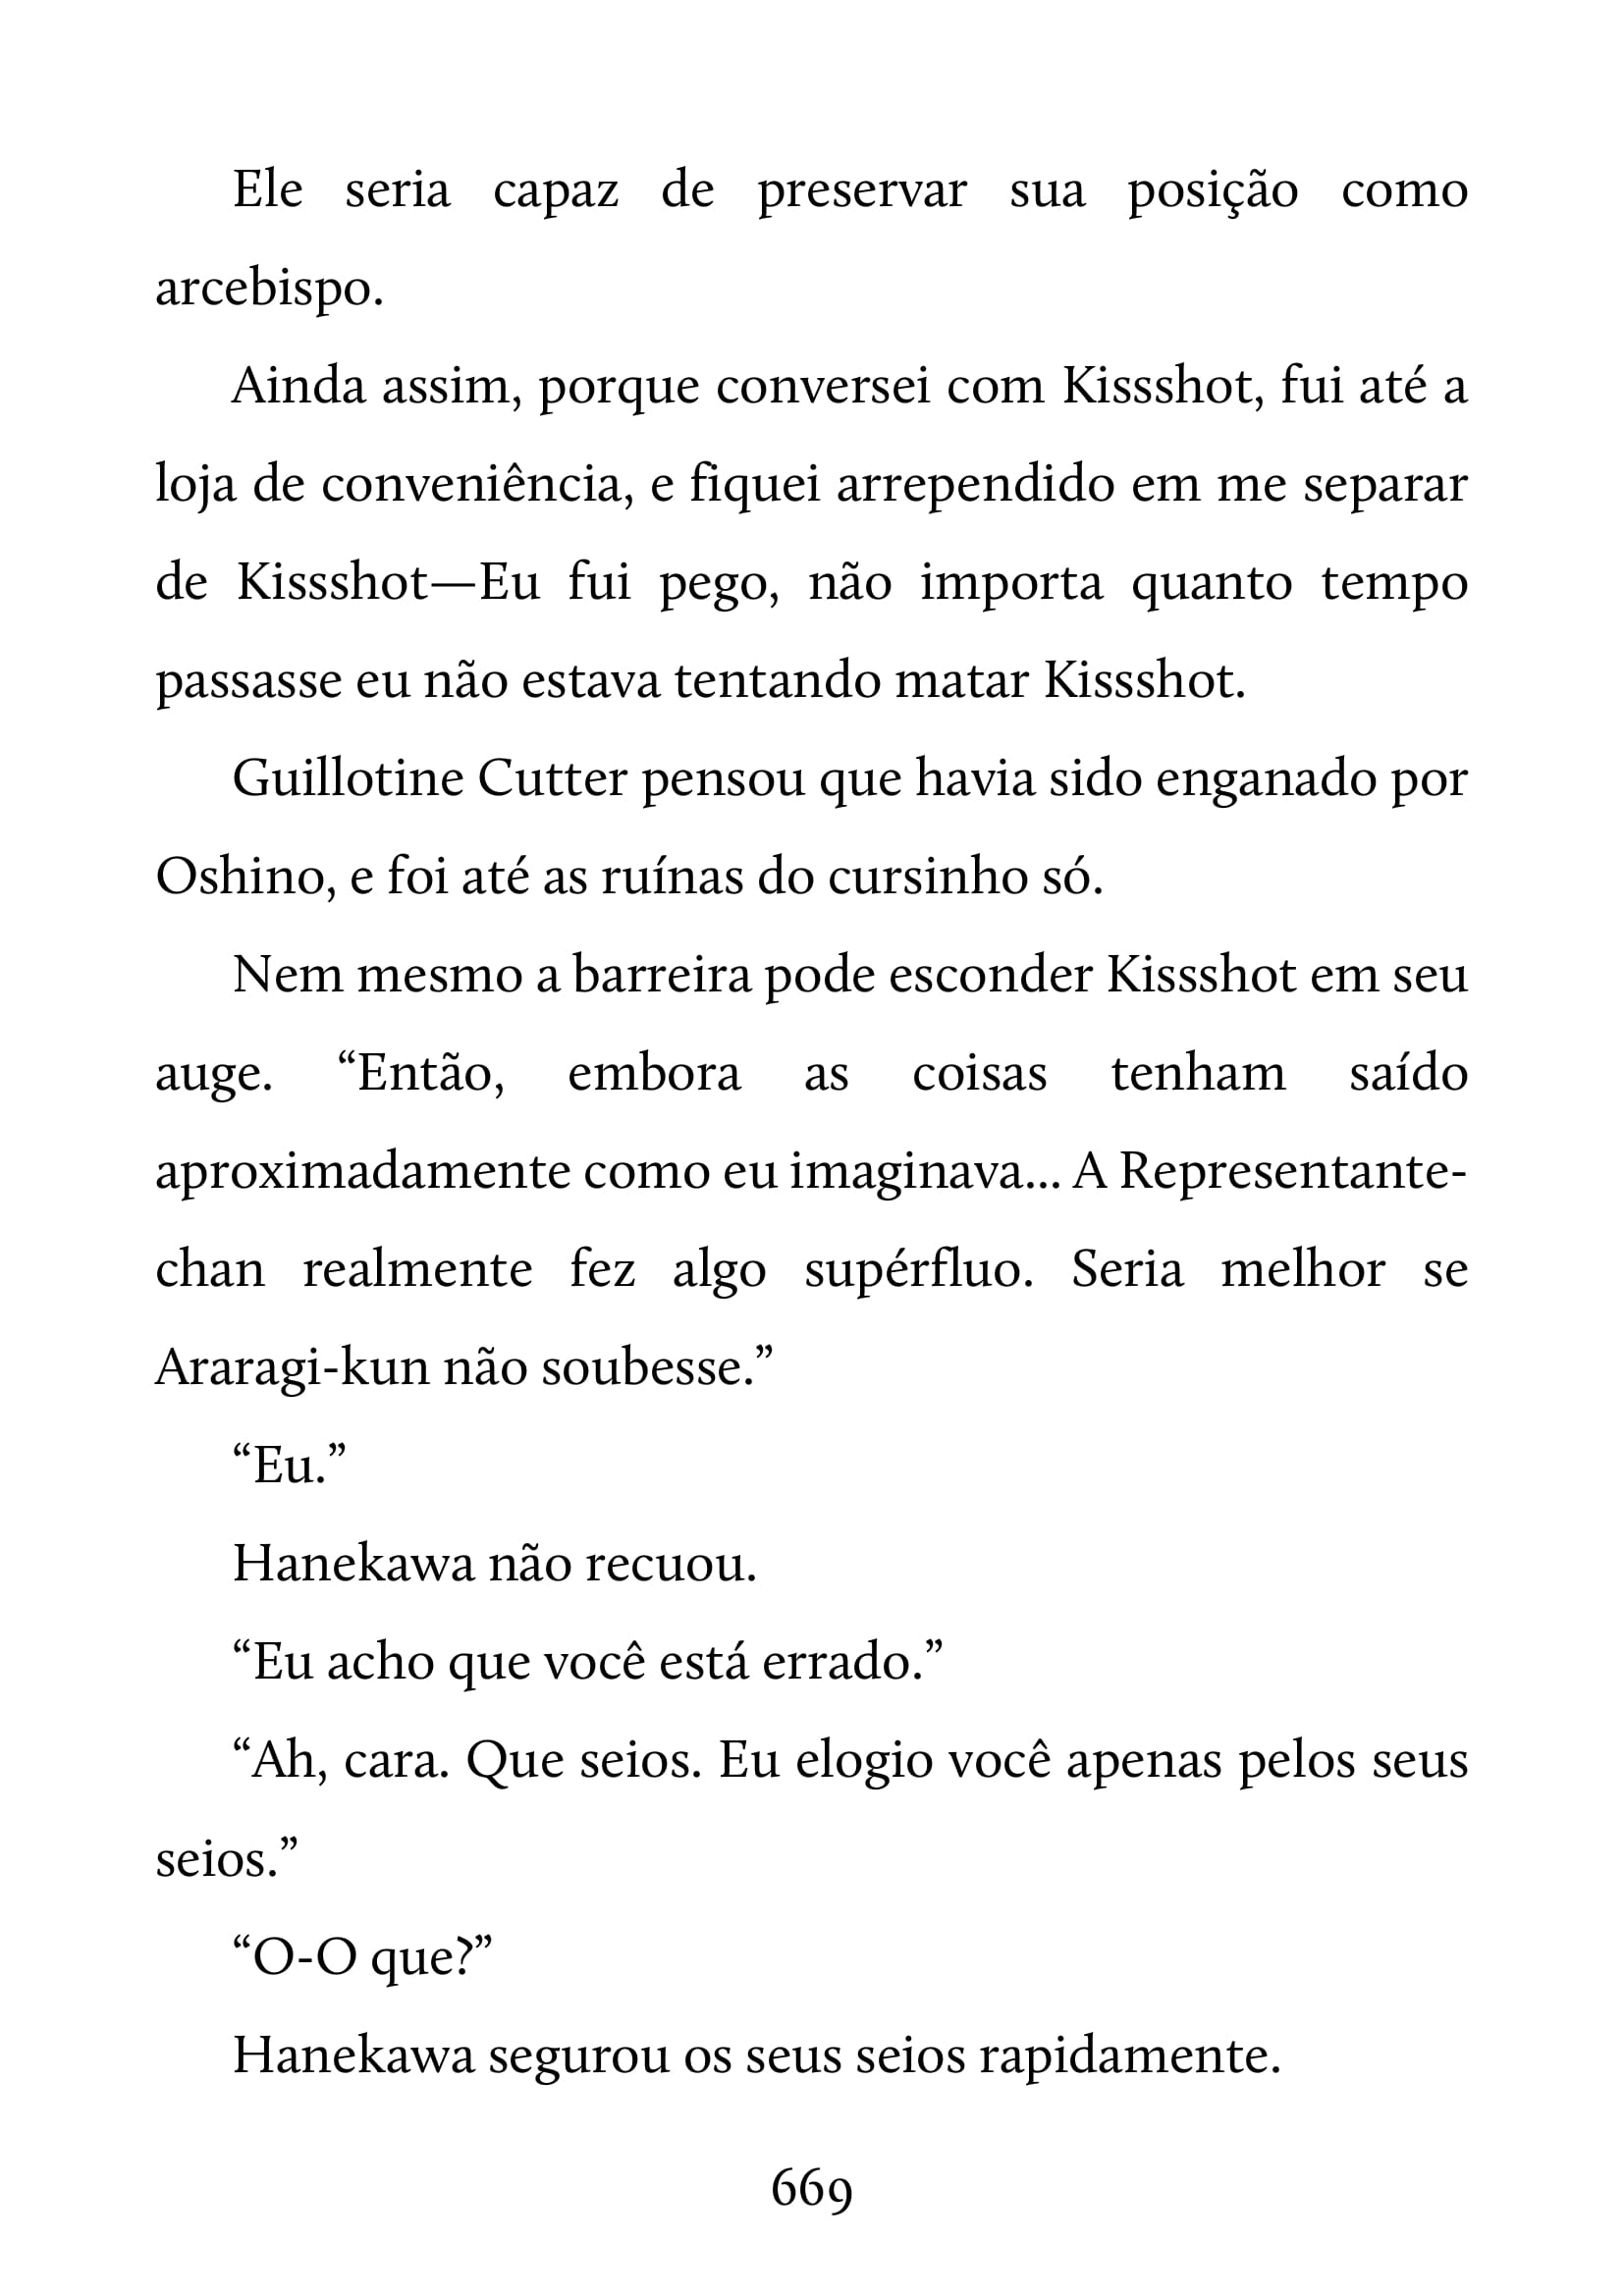 Ele seria capaz de preservar sua posição como
arcebispo.
Ainda assim, porque conversei com Kissshot, fui até a
loja de conveniência, e fiquei arrependido em me separar
de Kissshot—Eu fui pego, não importa quanto tempo
passasse eu não estava tentando matar Kissshot.
Guillotine Cutter pensou que havia sido enganado por
Oshino, e foi até as ruínas do cursinho só.
Nem mesmo a barreira pode esconder Kissshot em seu
auge. “Então, embora as coisas tenham saído
aproximadamente como eu imaginava... A Representante-
chan realmente fez algo supérfluo. Seria melhor se
Araragi-kun não soubesse.”
“Eu.”
Hanekawa não recuou.
“Eu acho que você está errado.”
“Ah, cara. Que seios. Eu elogio você apenas pelos seus
seios.”
“O-O que?”
Hanekawa segurou os seus seios rapidamente.
669